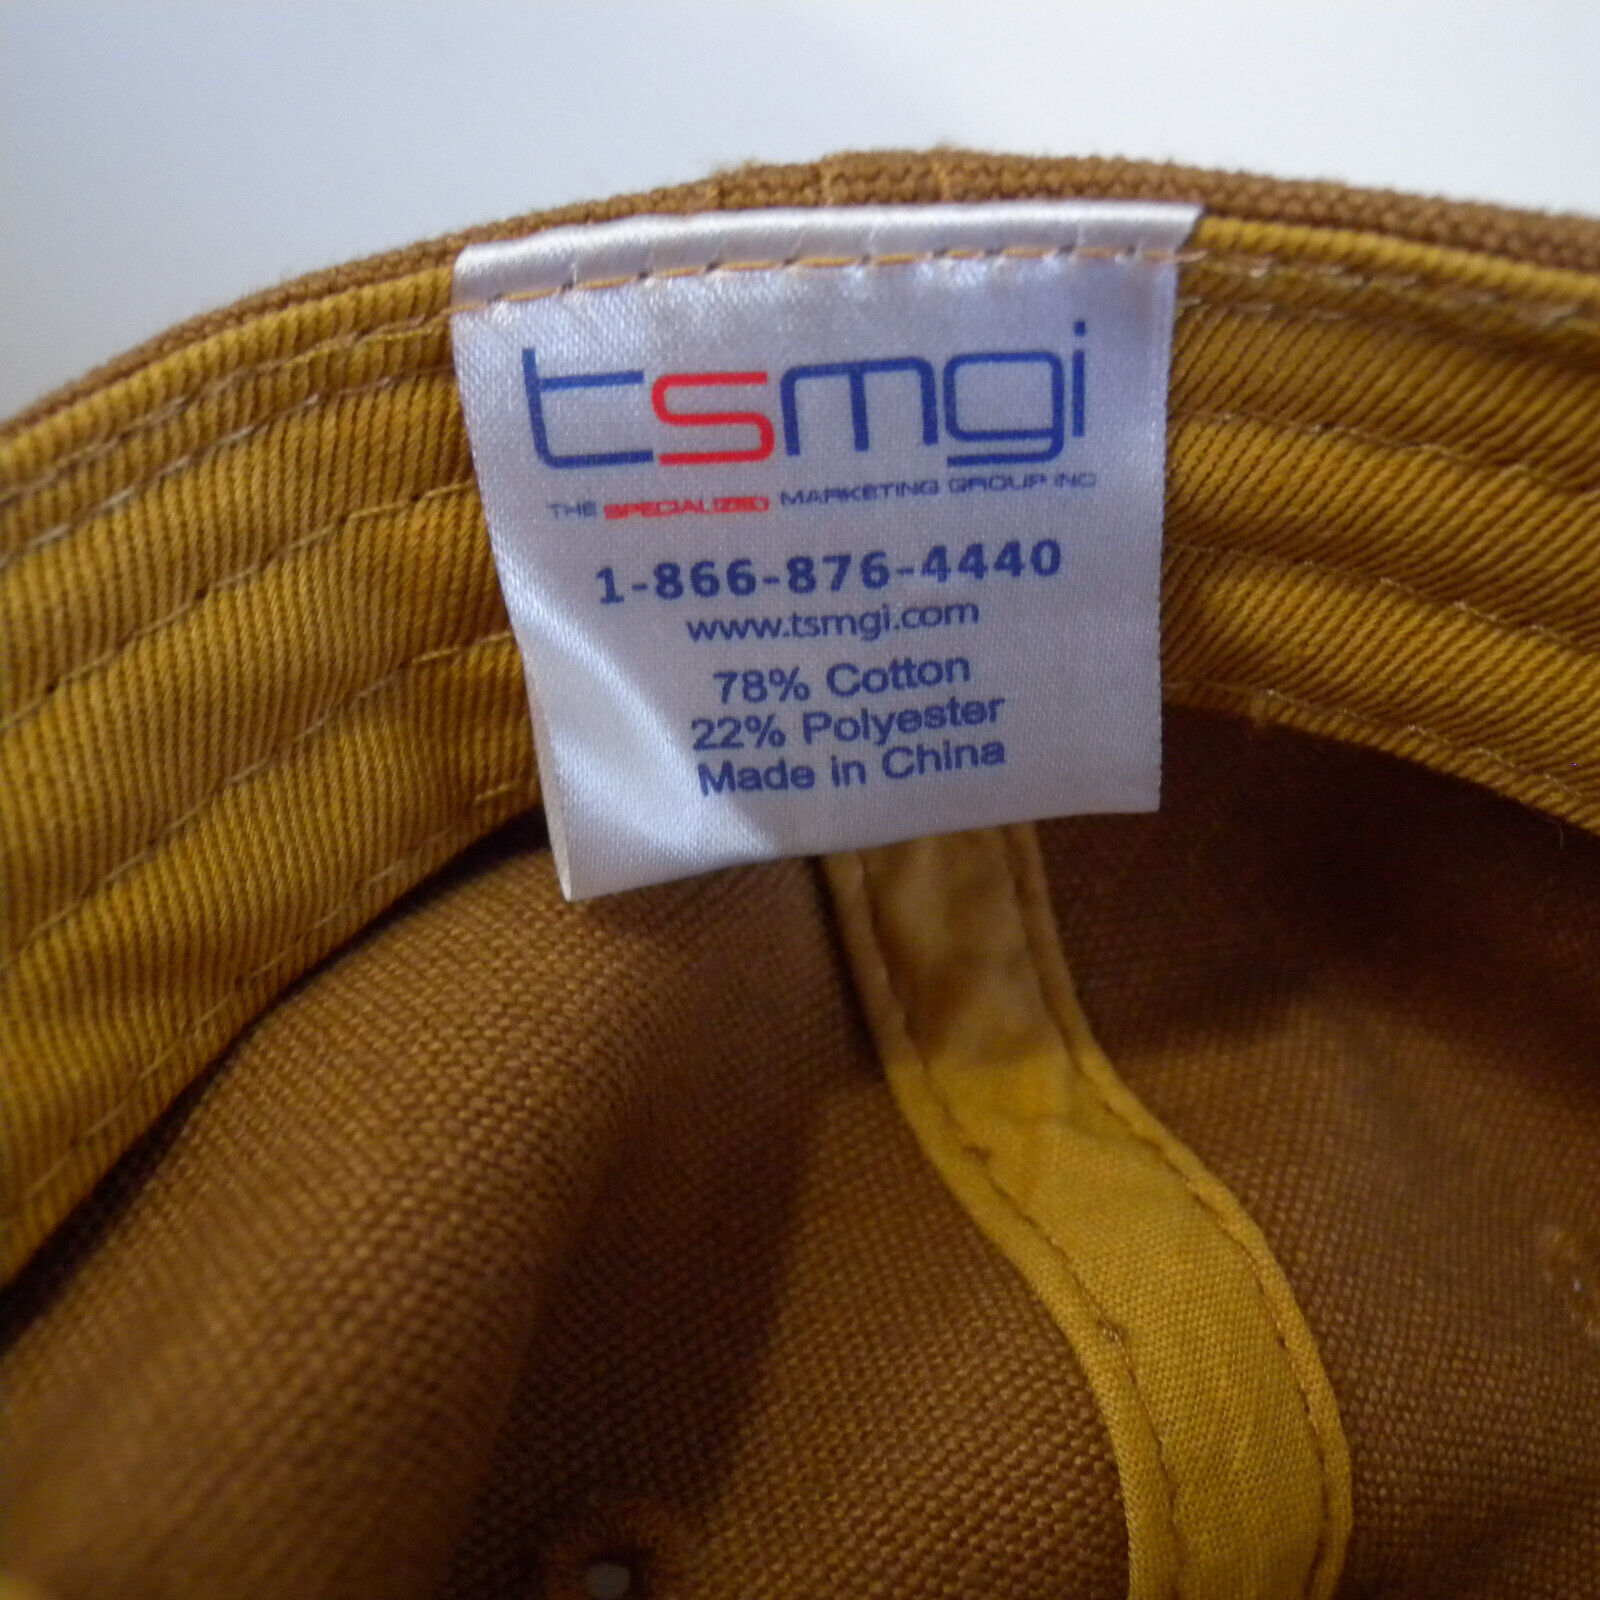 tsmgi
THE SPECIALIZED MARKETING GROUP INC
1-866-876-4440
www.tsmgi.com
78% Cotton
22% Polyester
Made in China